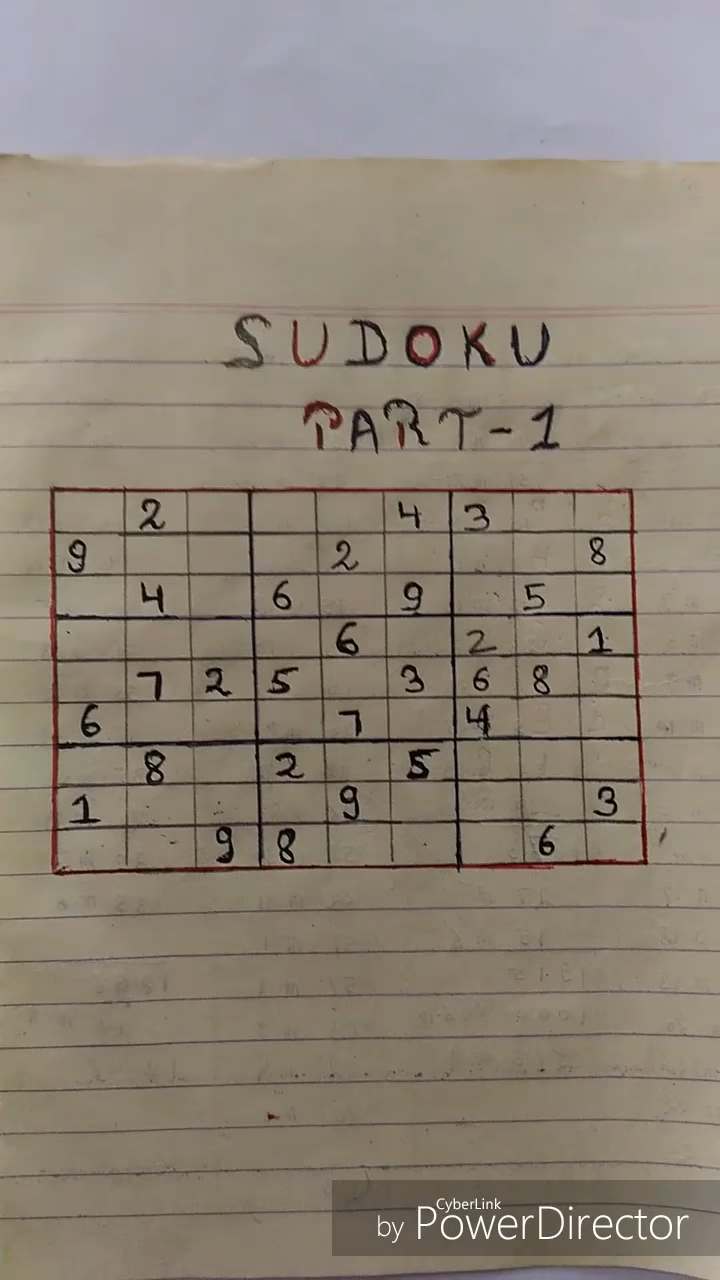 SUDOKU
PART-1
2 4 3
9 2 8
4 6 9 5
6 2 1
7 2 5 3 6 8
6 7 4
8 2 5
1 9 3
9 8 6
CyberLink
by PowerDirector